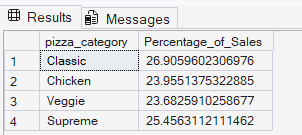 Results Messages
pizza_category Percentage_of_Sales
1 Classic 26.9059602306976
2 Chicken 23.9551375322885
3 Veggie 23.6825910258677
4 Supreme 25.4563112111462